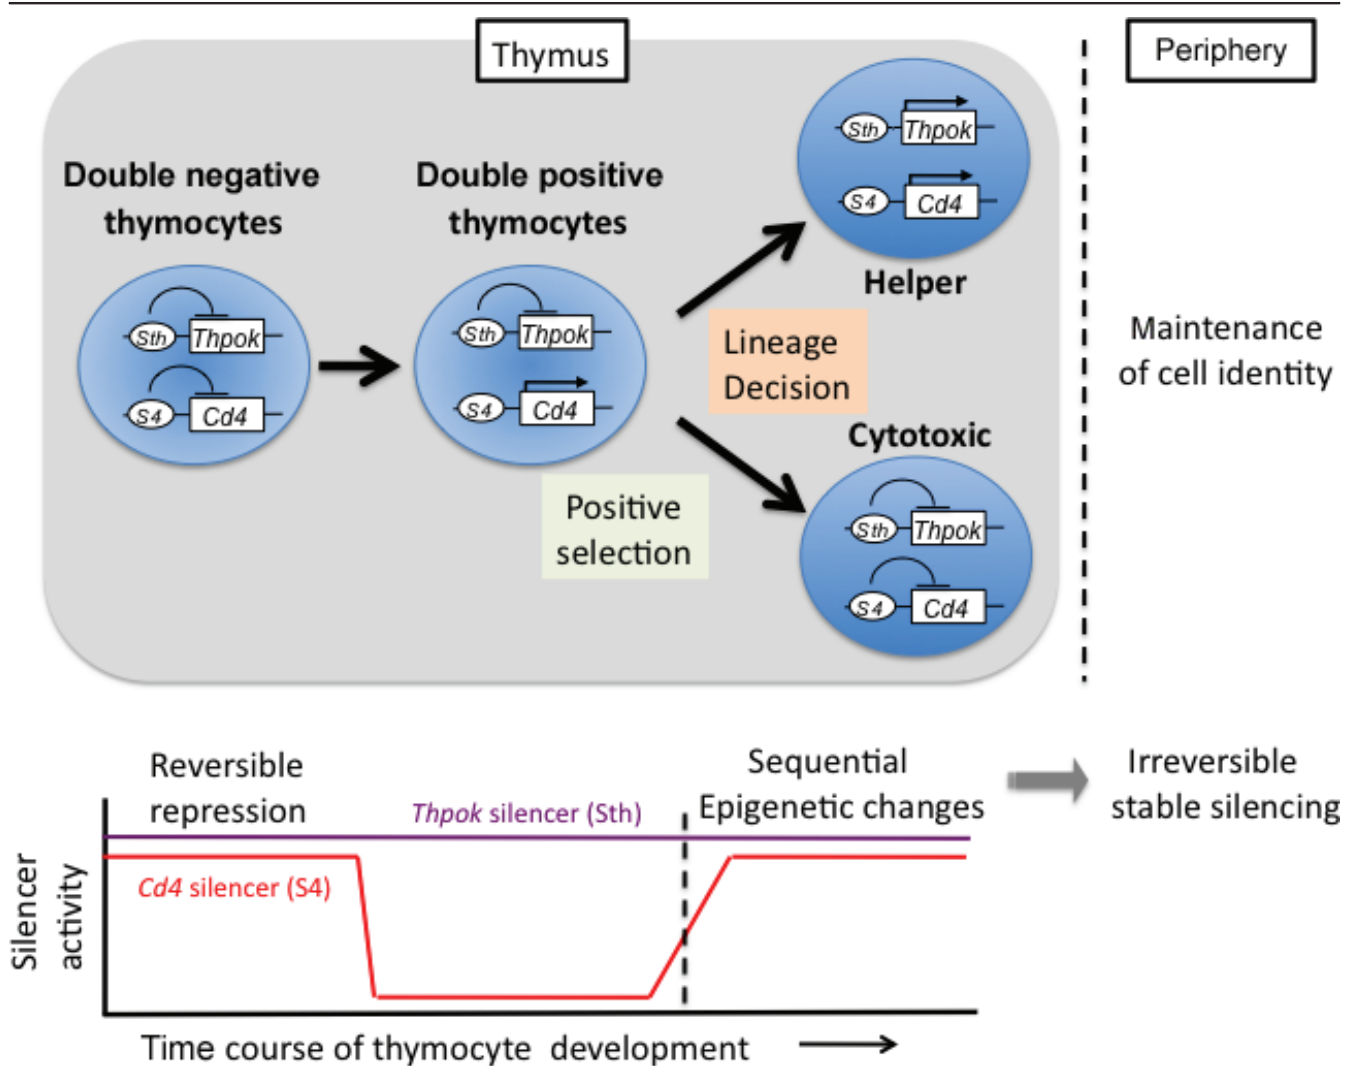 Thymus
Periphery
Double negative
thymocytes
Sth
Thpok
S4
Cd4
Double positive
thymocytes
Sth
Thpok
S4
Cd4
Sth
Thpok
S4
Cd4
Helper
Lineage
Decision
Positive
selection
Cytotoxic
Sth
Thpok
S4
Cd4
Maintenance
of cell identity
Reversible
repression
Thpok silencer (Sth)
Cd4 silencer (S4)
Sequential
Epigenetic changes
Irreversible
stable silencing
Silencer
activity
Time course of thymocyte development